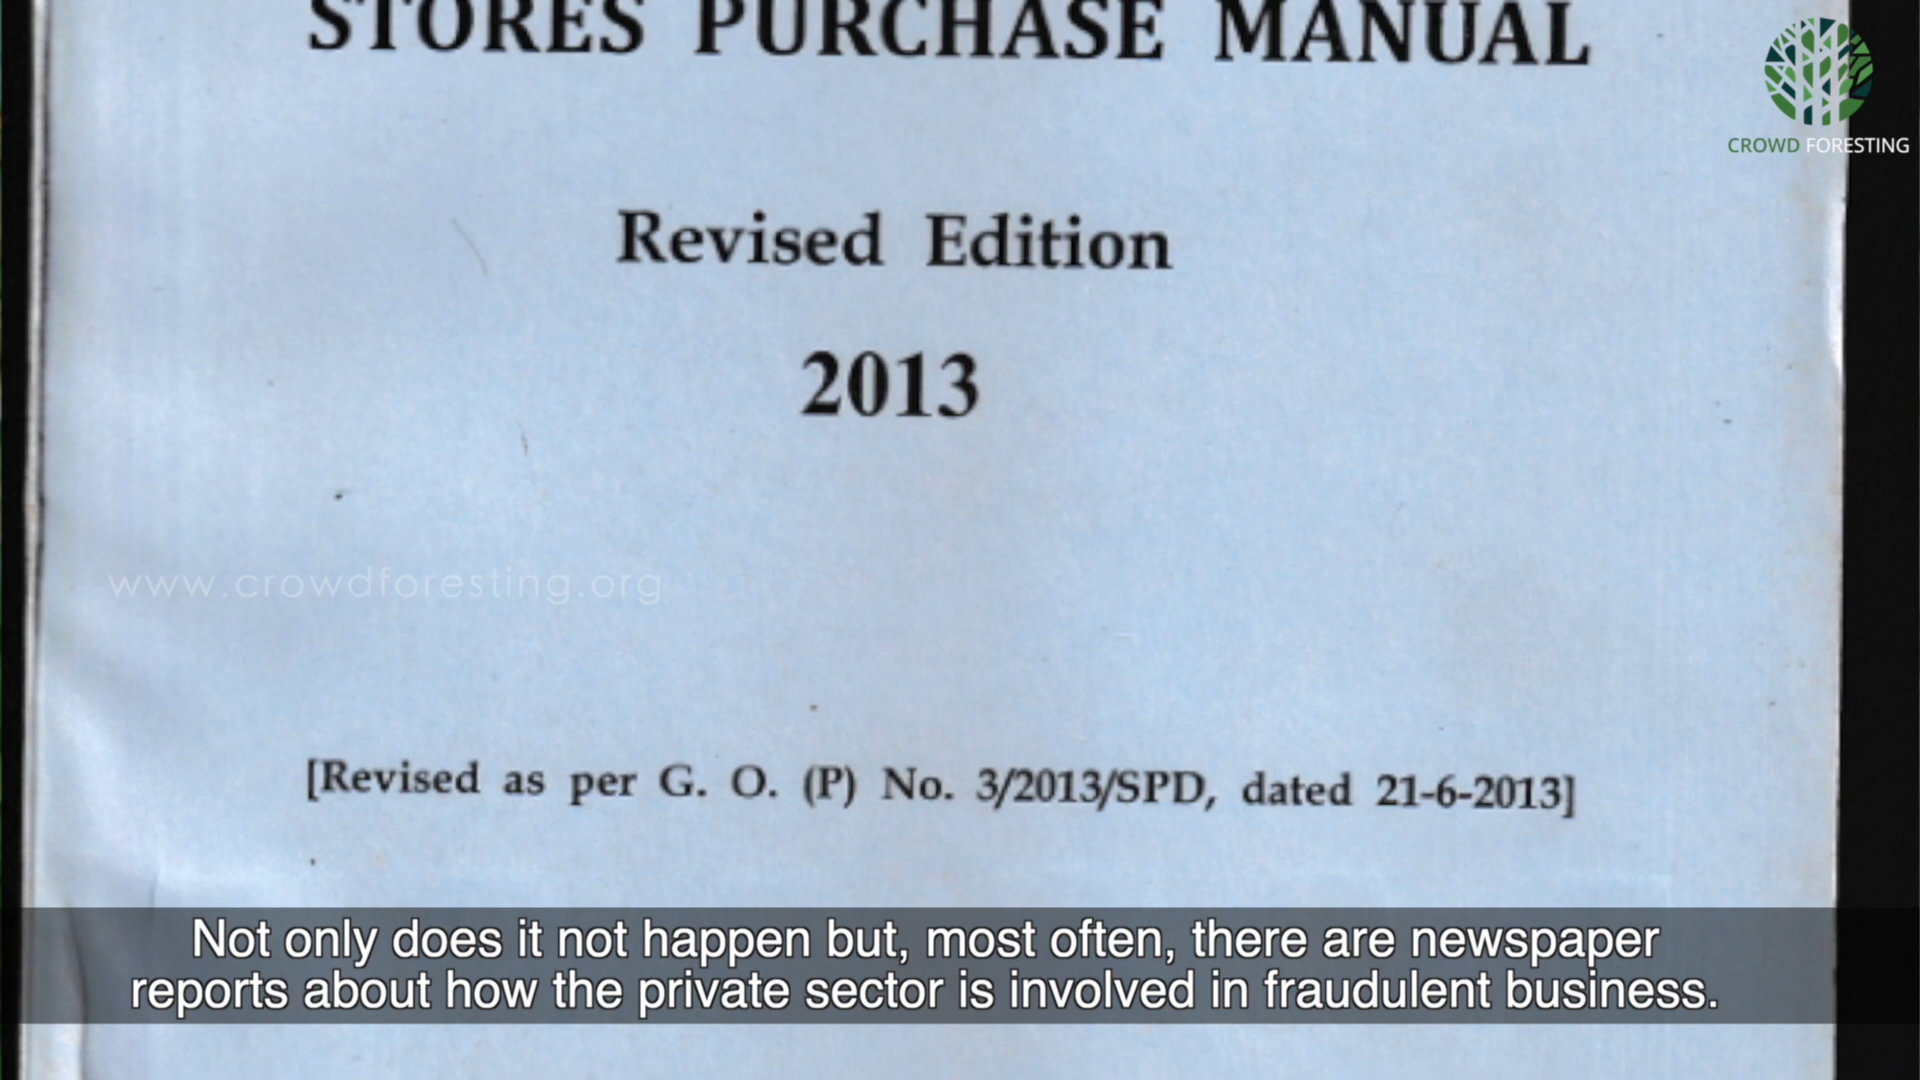 STORES PURCHASE MANUAL
CROWD FORESTING
Revised Edition
2013
www.crowdforesting.org
[Revised as per G. O. (P) No. 3/2013/SPD, dated 21-6-2013]
Not only does it not happen but, most often, there are newspaper
reports about how the private sector is involved in fraudulent business.